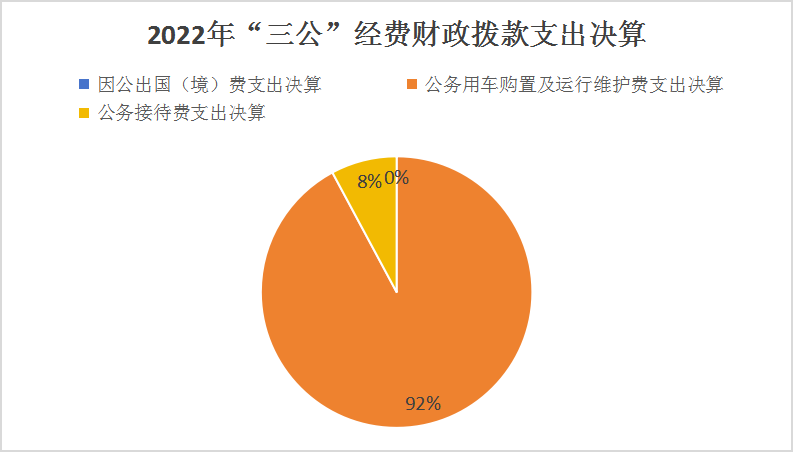 2022年“三公”经费财政拨款支出决算
因公出国（境）费支出决算 公务用车购置及运行维护费支出决算
公务接待费支出决算
8% 0%
92%